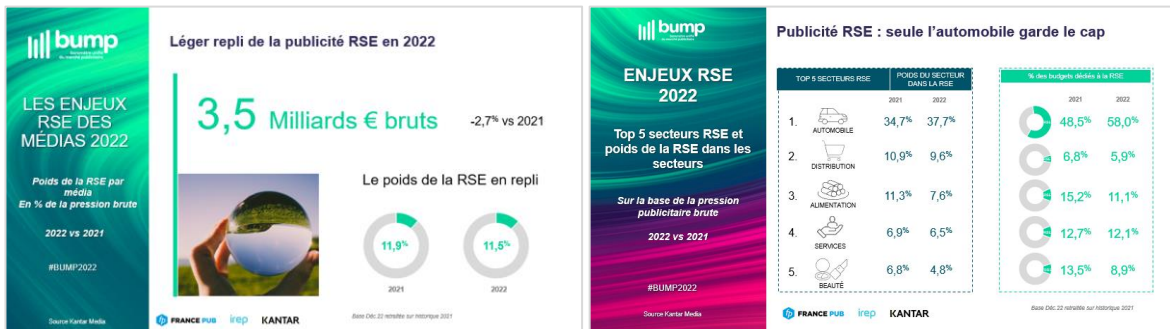 bump
Léger repli de la publicité RSE en 2022
LES ENJEUX
RSE DES
MÉDIAS 2022
Poids de la RSE par
média
En % de la pression brute
2022 vs 2021
#BUMP2022
Source Kantar Media
3,5 Milliards € bruts
-2,7% vs 2021
Le poids de la RSE en repli
11,9%
11,5%
2021
2022
FRANCE PUB
irep
KANTAR
Base Déc.22 retraitée sur historique 2021
bump
Publicité RSE : seule l'automobile garde le cap
ENJEUX RSE
2022
Top 5 secteurs RSE et
poids de la RSE dans les
secteurs
Sur la base de la pression
publicitaire brute
2022 vs 2021
#BUMP2022
Source Kantar Media
TOP 5 SECTEURS RSE
POIDS DU SECTEUR
DANS LA RSE
% des budgets dédiés à la RSE
2021 2022
2021 2022
1. AUTOMOBILE 34,7% 37,7% 48,5% 58,0%
2. DISTRIBUTION 10,9% 9,6% 6,8% 5,9%
3. ALIMENTATION 11,3% 7,6% 15,2% 11,1%
4. SERVICES 6,9% 6,5% 12,7% 12,1%
5. BEAUTÉ 6,8% 4,8% 13,5% 8,9%
FRANCE PUB
irep
KANTAR
Base Déc.22 retraitée sur historique 2021